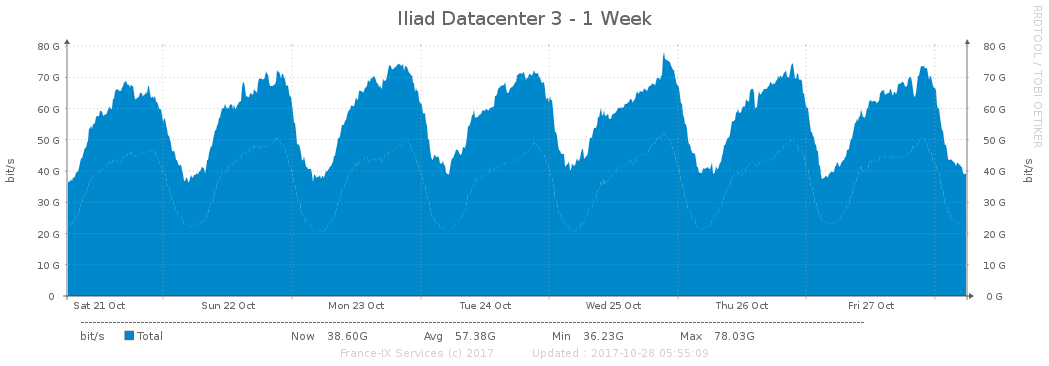 Iliad Datacenter 3 - 1 Week
RRDTOOL / TOBI OETIKER
bit/s
80 G
70 G
60 G
50 G
40 G
30 G
20 G
10 G
0
80 G
70 G
60 G
50 G
40 G
30 G
20 G
10 G
0 G
bit/s
Sat 21 Oct Sun 22 Oct Mon 23 Oct Tue 24 Oct Wed 25 Oct Thu 26 Oct Fri 27 Oct
bit/s Total Now 38.60G Avg 57.38G Min 36.23G Max 78.03G
France-IX Services (c) 2017 Updated : 2017-10-28 05:55:09